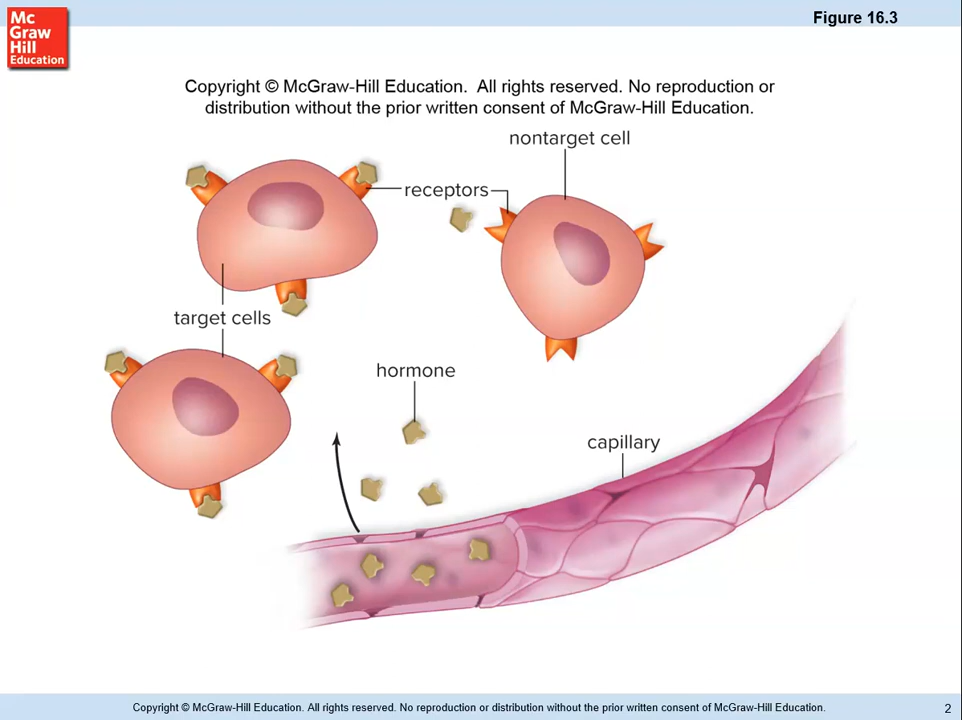 Mc
Graw
Hill
Education
Figure 16.3
Copyright © McGraw-Hill Education. All rights reserved. No reproduction or
distribution without the prior written consent of McGraw-Hill Education.
nontarget cell
receptors
target cells
hormone
capillary
Copyright © McGraw-Hill Education. All rights reserved. No reproduction or distribution without the prior written consent of McGraw-Hill Education.
2